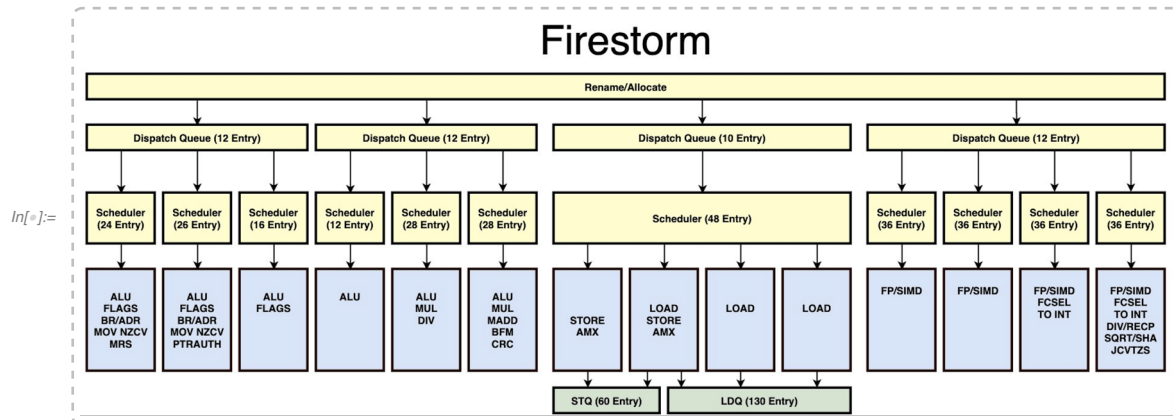 Firestorm
Rename/Allocate
Dispatch Queue (12 Entry)
Dispatch Queue (12 Entry)
Dispatch Queue (10 Entry)
Dispatch Queue (12 Entry)
In[•]:=
Scheduler
(24 Entry)
Scheduler
(26 Entry)
Scheduler
(16 Entry)
Scheduler
(12 Entry)
Scheduler
(28 Entry)
Scheduler
(28 Entry)
Scheduler (48 Entry)
Scheduler
(36 Entry)
Scheduler
(36 Entry)
Scheduler
(36 Entry)
Scheduler
(36 Entry)
ALU
FLAGS
BR/ADR
MOV NZCV
MRS
ALU
FLAGS
BR/ADR
MOV NZCV
PTRAUTH
ALU
FLAGS
ALU
ALU
MUL
DIV
ALU
MUL
MADD
BFM
CRC
STORE
AMX
LOAD
STORE
AMX
LOAD
LOAD
FP/SIMD
FP/SIMD
FP/SIMD
FCSEL
TO INT
FP/SIMD
FCSEL
TO INT
DIV/RECP
SQRT/SHA
JCVTZS
STQ (60 Entry)
LDQ (130 Entry)